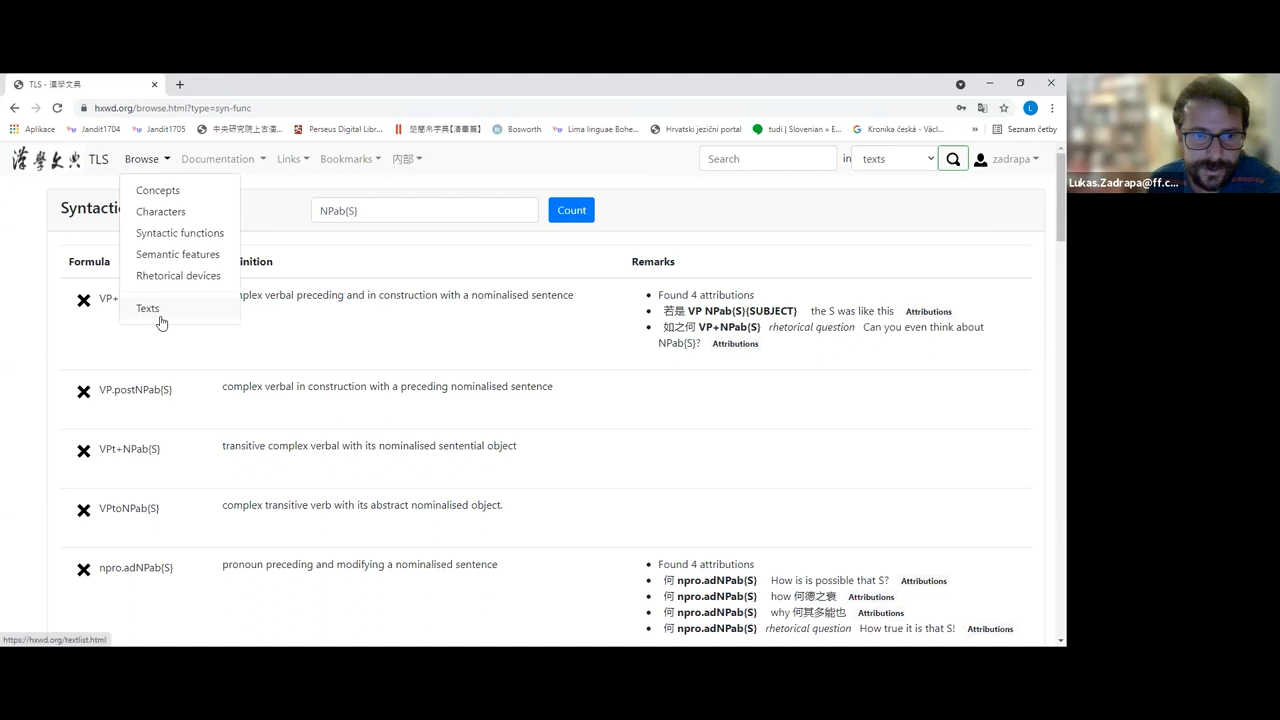 TLS - 漢學文典
hxwd.org/browse.html?type=syn-func
L
Aplikace
Jandit1704
Jandit1705
中央研究院上古漢...
Perseus Digital Libr...
楚簡帛字典【清華篇】
Bosworth
Lima linguae Bohe...
Hrvatski jezični portal
tudi | Slovenian » E...
Kronika česká - Václ...
»
Seznam četby
漢學文典 TLS
Browse
Documentation
Links
Bookmarks
内部
Search
in
texts
zadrapa
Lukas.Zadrapa@ff.c...
Concepts
Characters
Syntactic functions
Semantic features
Rhetorical devices
Texts
Syntactic
NPab{S}
Count
Formula
Remarks
VP+
complex verbal preceding and in construction with a nominalised sentence
Found 4 attributions
若是 VP NPab{S}{SUBJECT} the S was like this Attributions
如之何 VP+NPab{S} rhetorical question Can you even think about
NPab{S}? Attributions
VP.postNPab{S}
complex verbal in construction with a preceding nominalised sentence
VPt+NPab{S}
transitive complex verbal with its nominalised sentential object
VPtoNPab{S}
complex transitive verb with its abstract nominalised object.
npro.adNPab{S}
pronoun preceding and modifying a nominalised sentence
Found 4 attributions
何 npro.adNPab{S} How is is possible that S? Attributions
何 npro.adNPab{S} how 何德之衰 Attributions
何 npro.adNPab{S} why 何其多能也 Attributions
何 npro.adNPab{S} rhetorical question How true it is that S! Attributions
https://hxwd.org/textlist.html